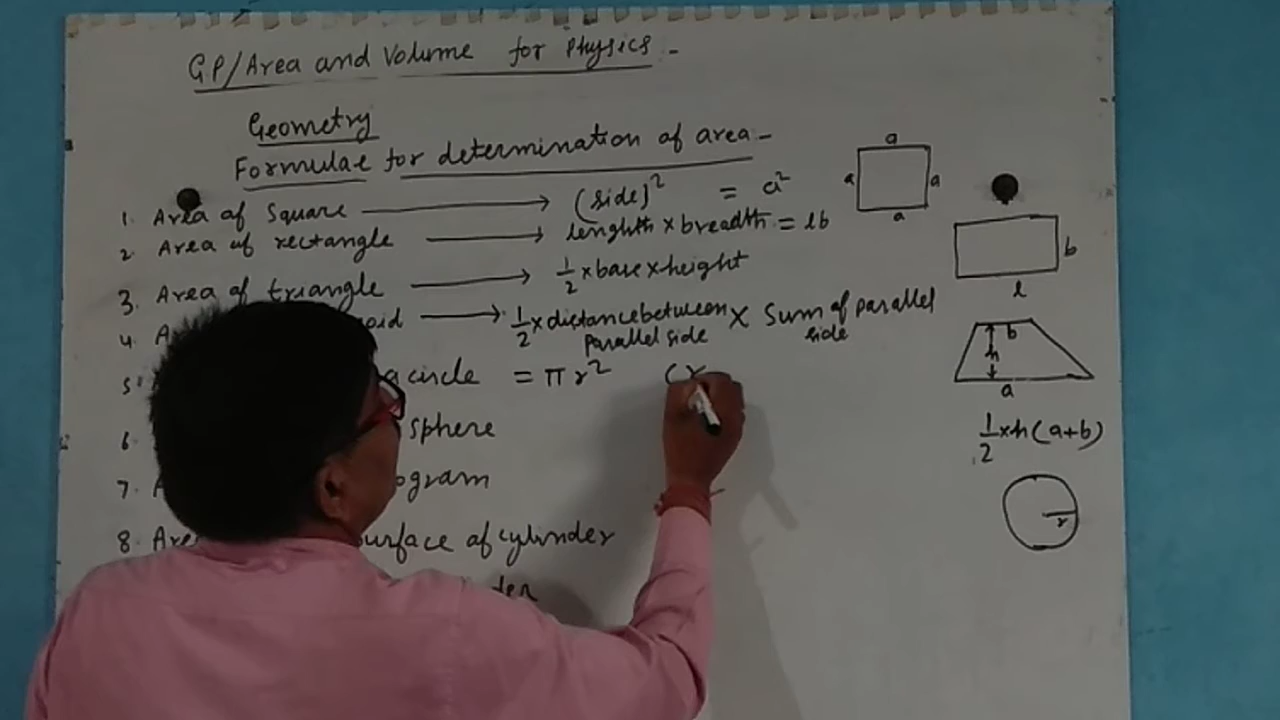 GP/Area and Volume for Physics -
Geometry
Formulae for determination of area -
1. Area of Square → (side)² = a²
2. Area of rectangle → lenghth × breadth = lb
3. Area of triangle → 1/2 × base × height
4. oid → 1/2 × distance between parallel side × Sum of parallel side
5. a circle = πr² (r
6. sphere
7. ogram
8. Are urface of cylinder
a
a a
a
b
l
b
h
a
1/2 × h (a+b)
r